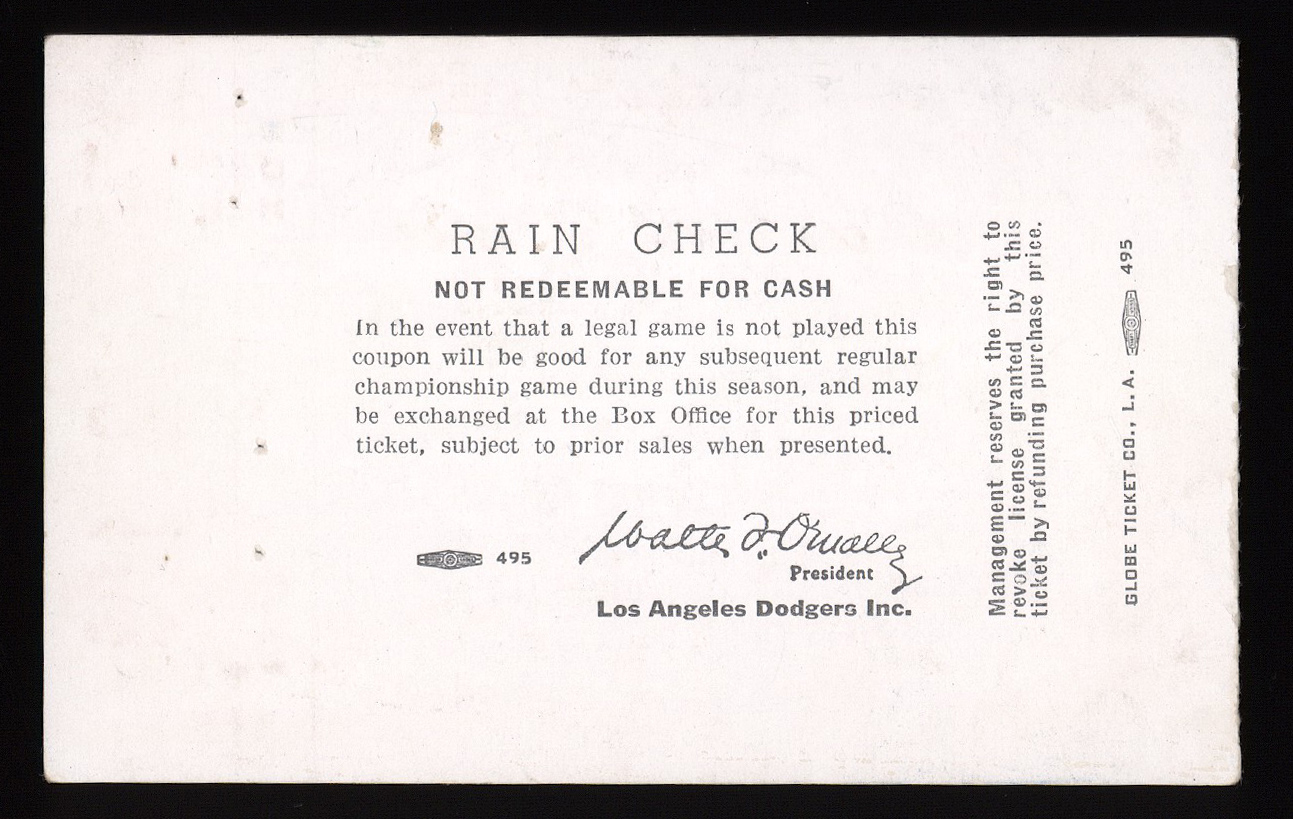 RAIN CHECK
NOT REDEEMABLE FOR CASH
In the event that a legal game is not played this
coupon will be good for any subsequent regular
championship game during this season, and may
be exchanged at the Box Office for this priced
ticket, subject to prior sales when presented.
495
Walter F. O'Malley
President
Los Angeles Dodgers Inc.
Management reserves the right to
revoke license granted by this
ticket by refunding purchase price.
GLOBE TICKET CO., L. A. 495